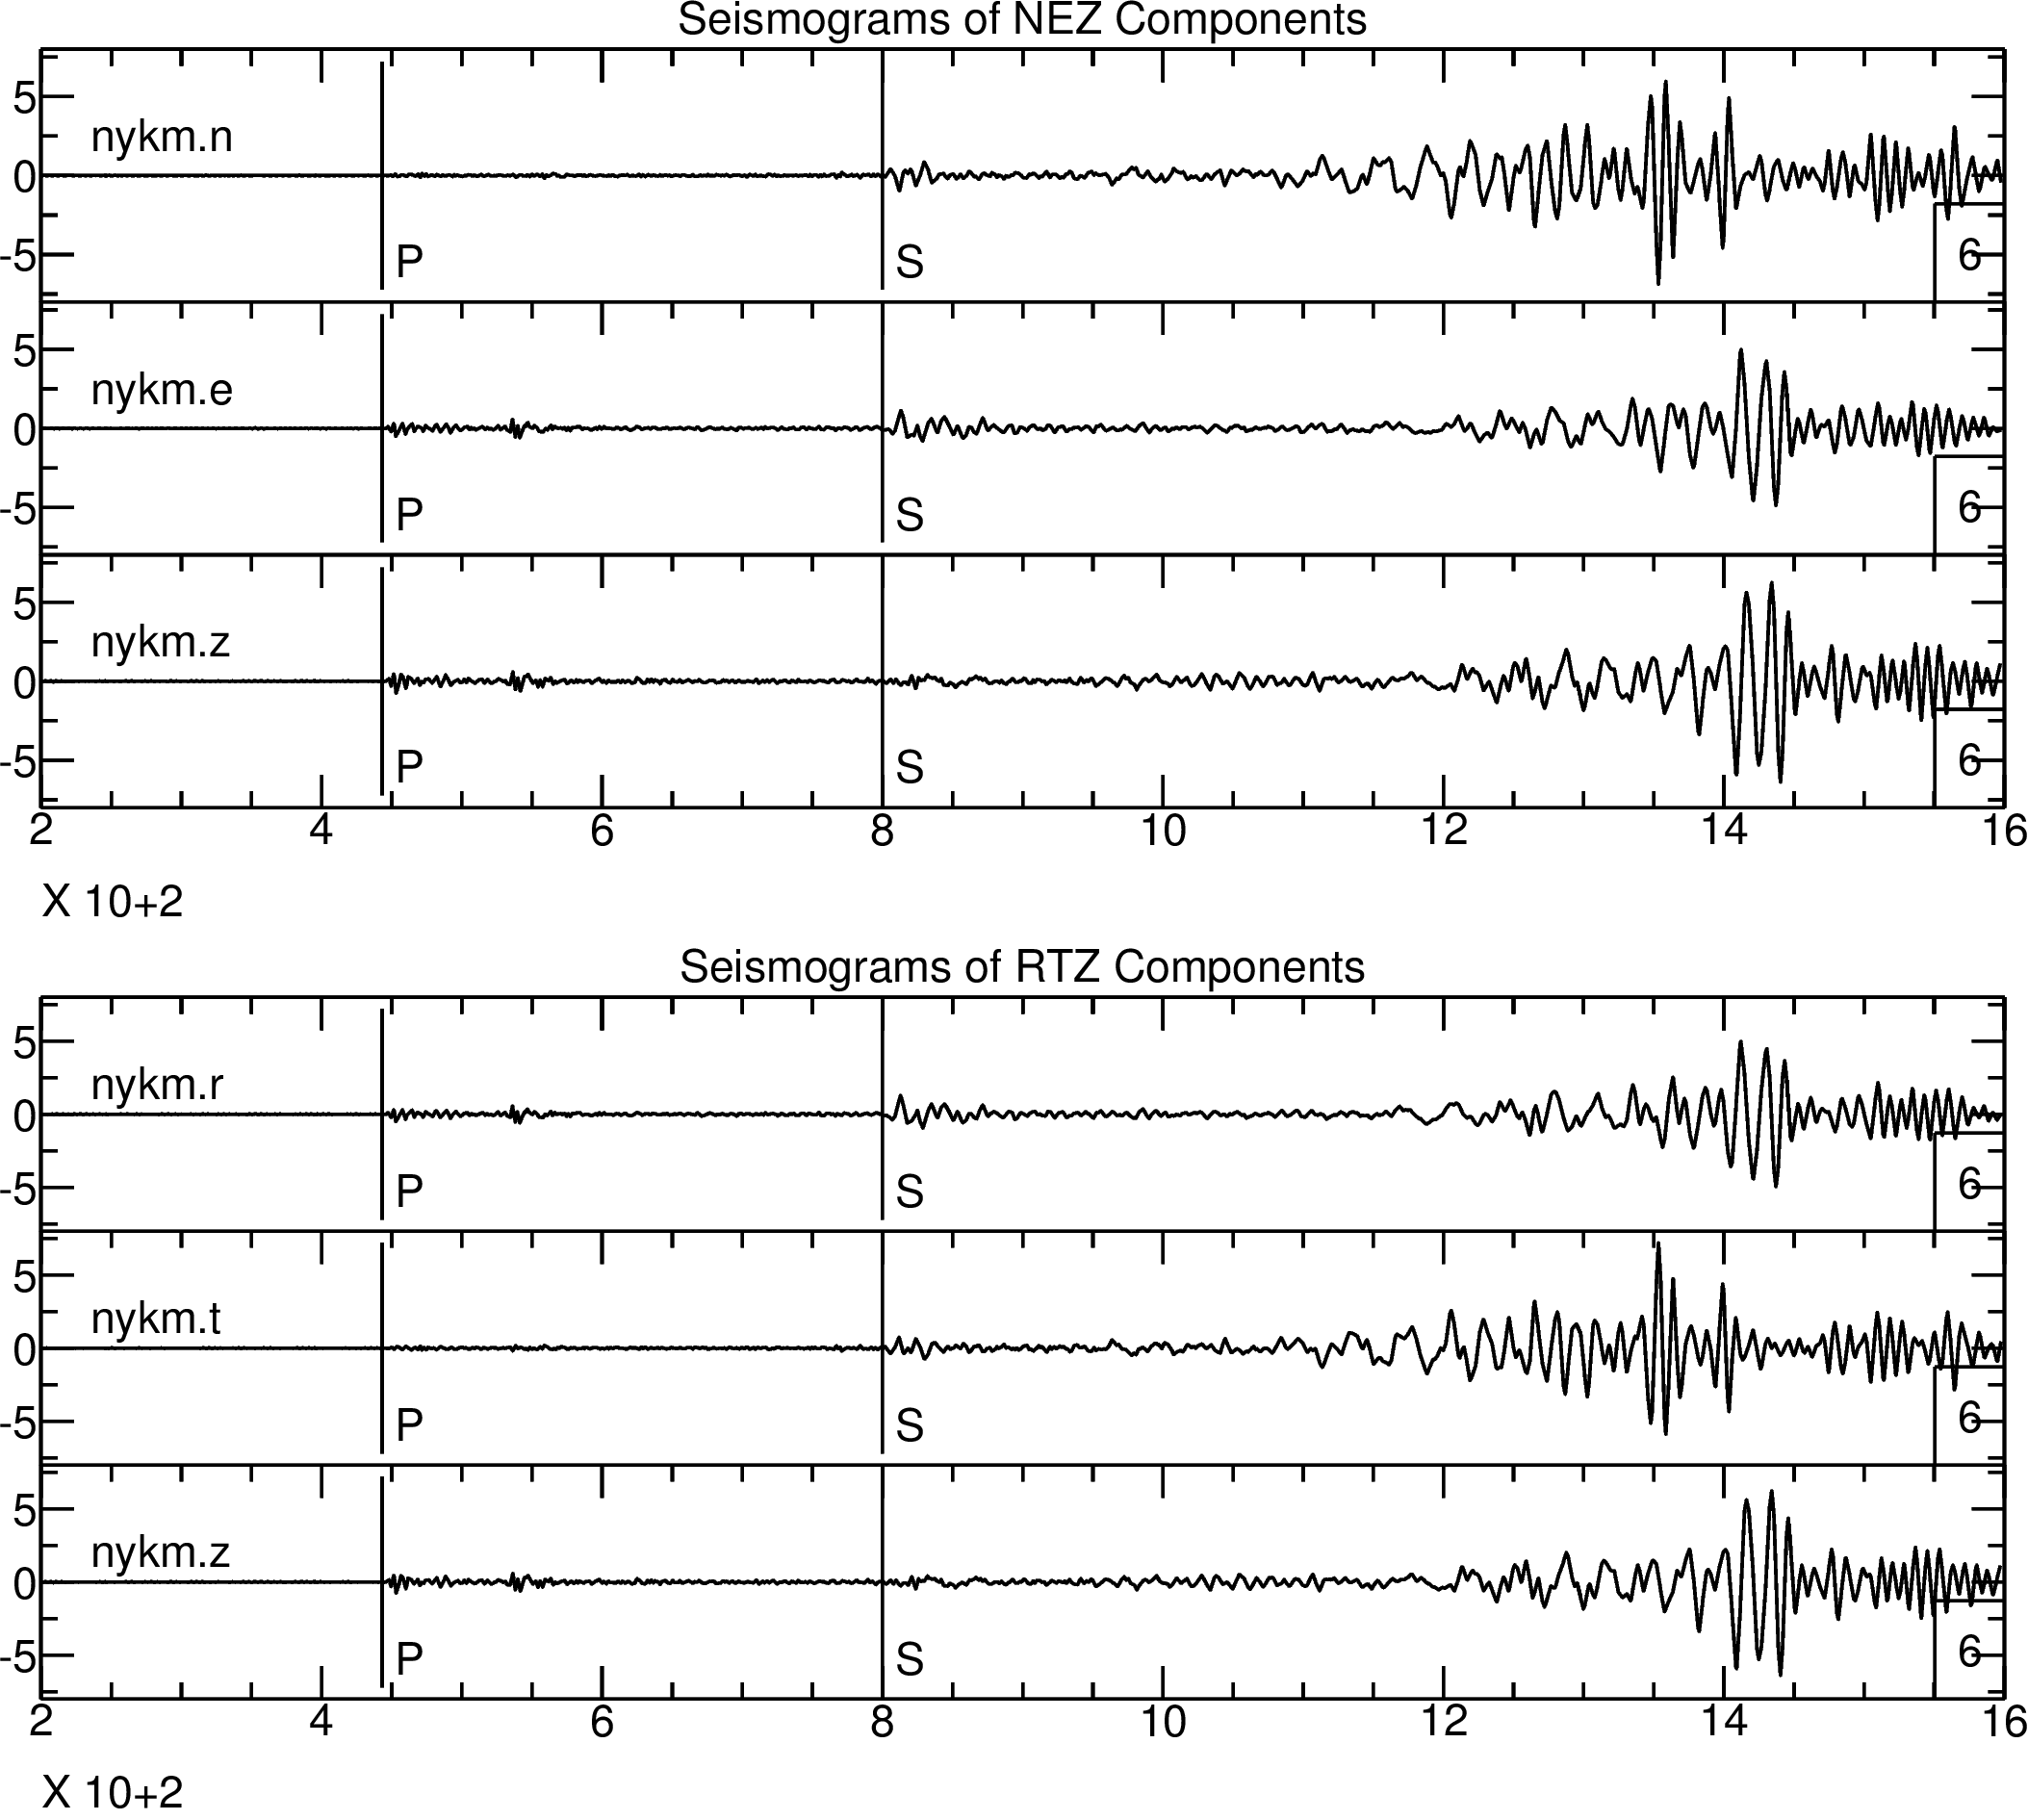 Seismograms of NEZ Components
5
nykm.n
0
-5
P
S
6
5
nykm.e
0
-5
P
S
6
5
nykm.z
0
-5
P
S
6
2 4 6 8 10 12 14 16
X 10+2
Seismograms of RTZ Components
5
nykm.r
0
-5
P
S
6
5
nykm.t
0
-5
P
S
6
5
nykm.z
0
-5
P
S
6
2 4 6 8 10 12 14 16
X 10+2